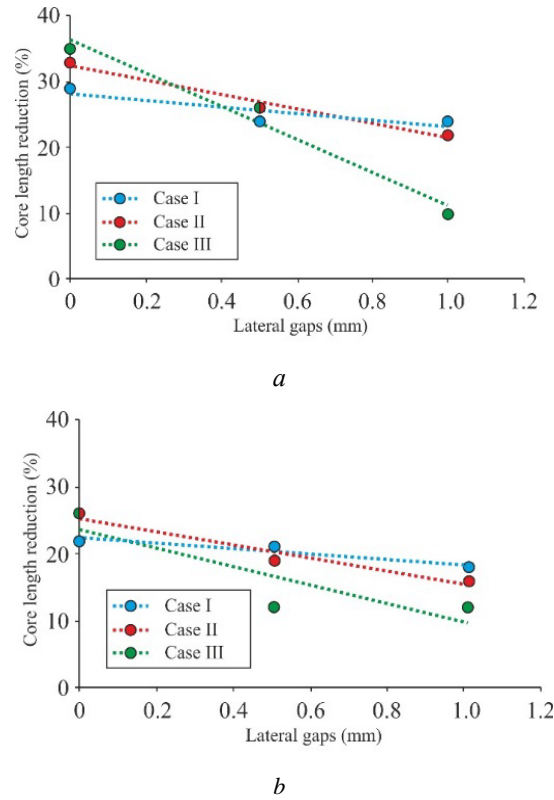 40
30
20
10
0
Core length reduction (%)
Case I
Case II
Case III
0 0.2 0.4 0.6 0.8 1.0 1.2
Lateral gaps (mm)
a
40
30
20
10
0
Core length reduction (%)
Case I
Case II
Case III
0 0.2 0.4 0.6 0.8 1.0 1.2
Lateral gaps (mm)
b